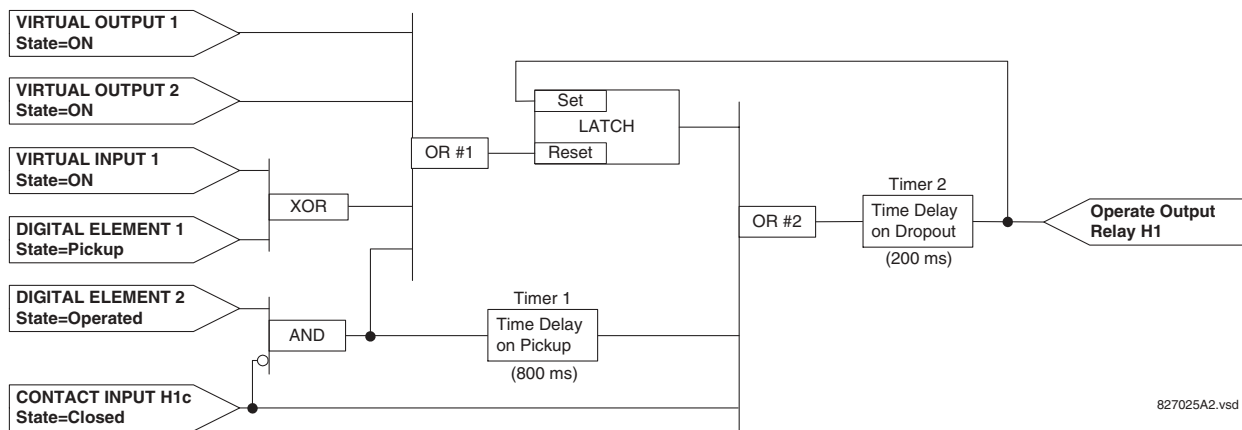 VIRTUAL OUTPUT 1
State=ON
VIRTUAL OUTPUT 2
State=ON
VIRTUAL INPUT 1
State=ON
DIGITAL ELEMENT 1
State=Pickup
DIGITAL ELEMENT 2
State=Operated
CONTACT INPUT H1c
State=Closed
XOR
AND
OR #1
Set
LATCH
Reset
Timer 1
Time Delay
on Pickup
(800 ms)
OR #2
Timer 2
Time Delay
on Dropout
(200 ms)
Operate Output
Relay H1
827025A2.vsd